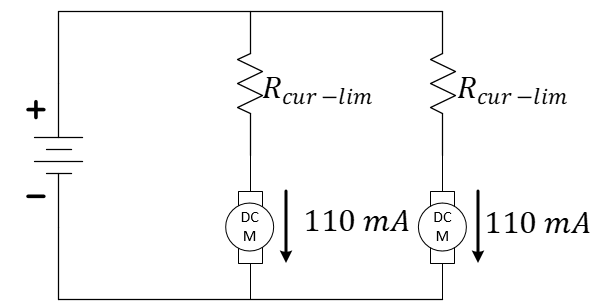 +
R_cur−lim R_cur−lim
−
DC M 110 mA DC M 110 mA